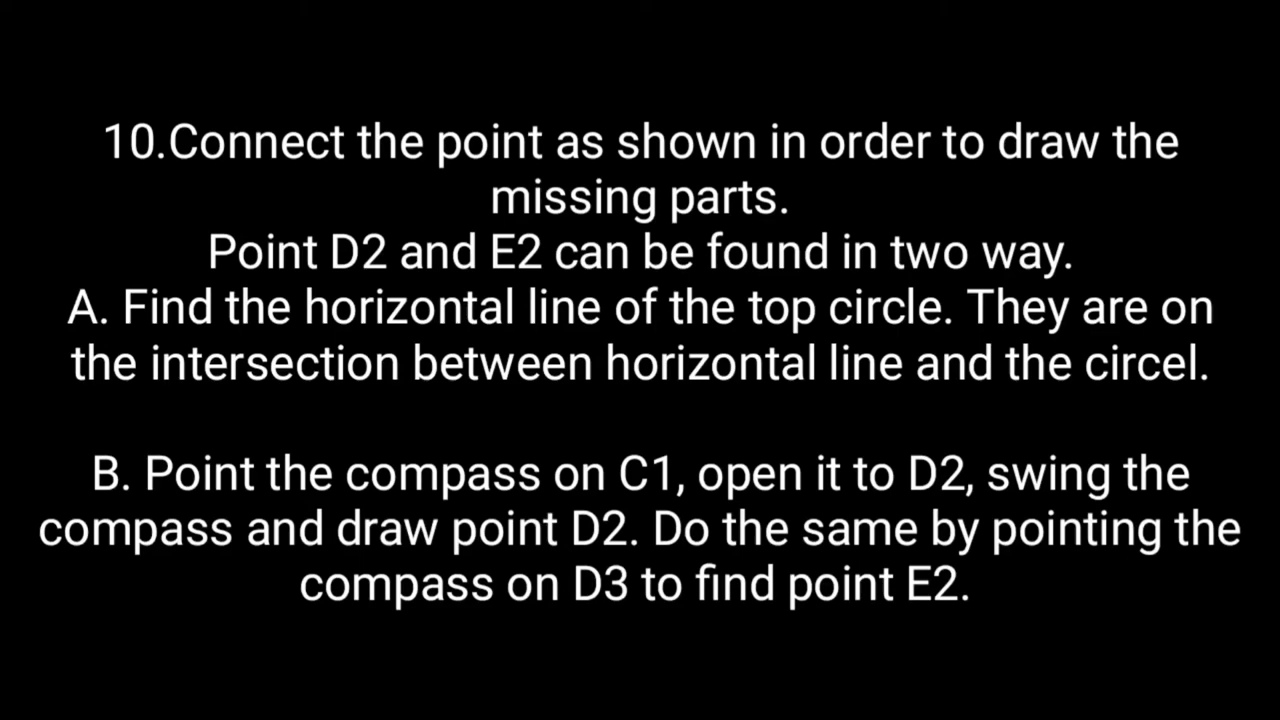 10.Connect the point as shown in order to draw the
missing parts.
Point D2 and E2 can be found in two way.
A. Find the horizontal line of the top circle. They are on
the intersection between horizontal line and the circel.
B. Point the compass on C1, open it to D2, swing the
compass and draw point D2. Do the same by pointing the
compass on D3 to find point E2.